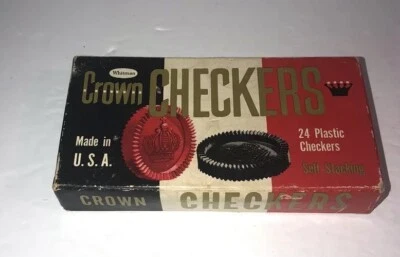 Whitman
Crown CHECKERS
Made in
U.S.A.
24 Plastic
Checkers
Self Stacking
CROWN CHECKERS